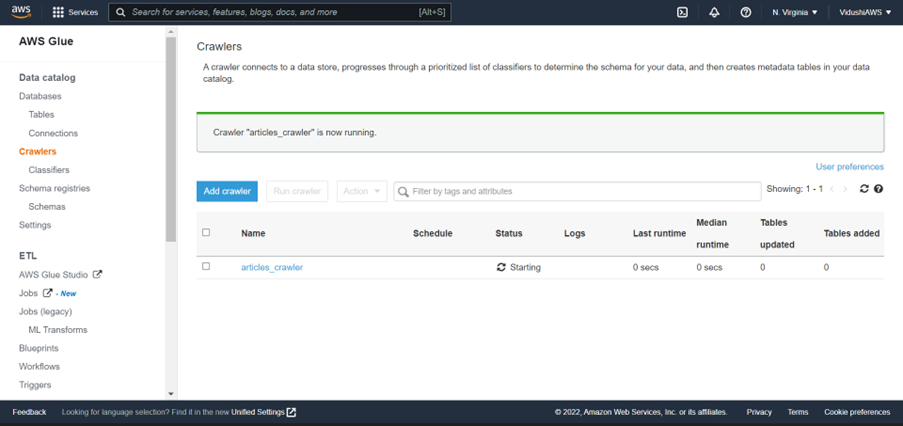 aws
Services
Search for services, features, blogs, docs, and more
[Alt+S]
N. Virginia
VidushiAWS
AWS Glue
Data catalog
Databases
Tables
Connections
Crawlers
Classifiers
Schema registries
Schemas
Settings
ETL
AWS Glue Studio
Jobs - New
Jobs (legacy)
ML Transforms
Blueprints
Workflows
Triggers
Crawlers
A crawler connects to a data store, progresses through a prioritized list of classifiers to determine the schema for your data, and then creates metadata tables in your data
catalog.
Crawler "articles_crawler" is now running.
User preferences
Add crawler
Run crawler
Action
Filter by tags and attributes
Showing: 1 - 1
Name Schedule Status Logs Last runtime Median runtime Tables updated Tables added
articles_crawler Starting 0 secs 0 secs 0 0
Feedback
Looking for language selection? Find it in the new Unified Settings
© 2022, Amazon Web Services, Inc. or its affiliates.
Privacy
Terms
Cookie preferences